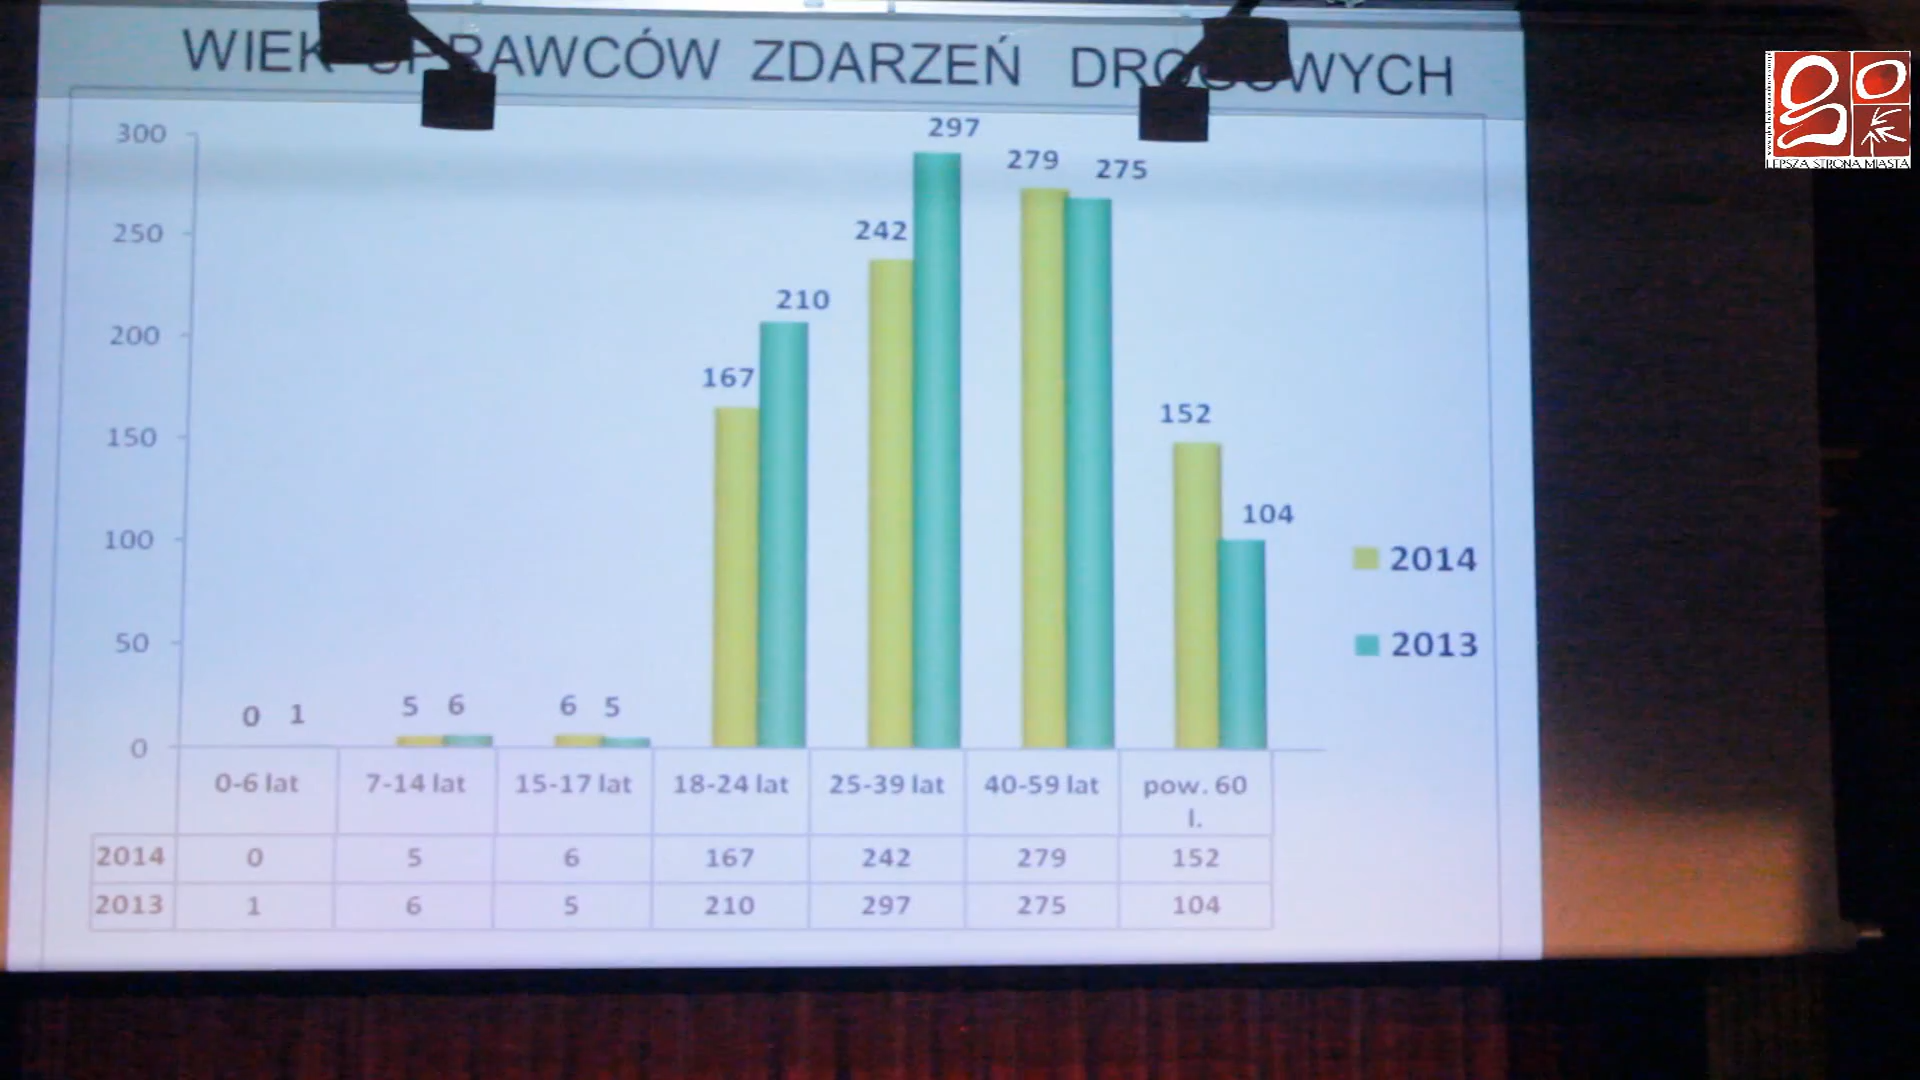 WIEK SPRAWCÓW ZDARZEŃ DROGOWYCH
300
250
200
150
100
50
0
0 1
5 6
6 5
167 210
242 297
279 275
152 104
2014
2013
0-6 lat 7-14 lat 15-17 lat 18-24 lat 25-39 lat 40-59 lat pow. 60
l.
2014 0 5 6 167 242 279 152
2013 1 6 5 210 297 275 104
go
LEPSZA STRONA MIASTA